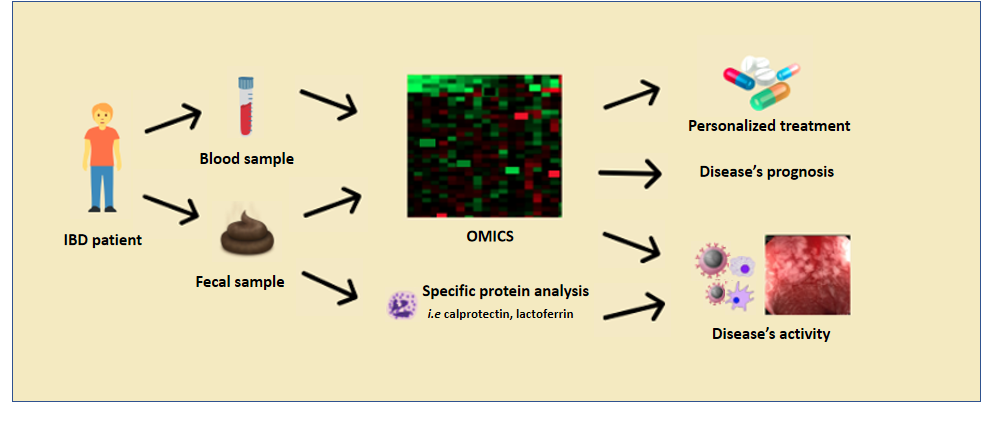 IBD patient
Blood sample
Fecal sample
OMICS
Specific protein analysis
i.e calprotectin, lactoferrin
Personalized treatment
Disease’s prognosis
Disease’s activity